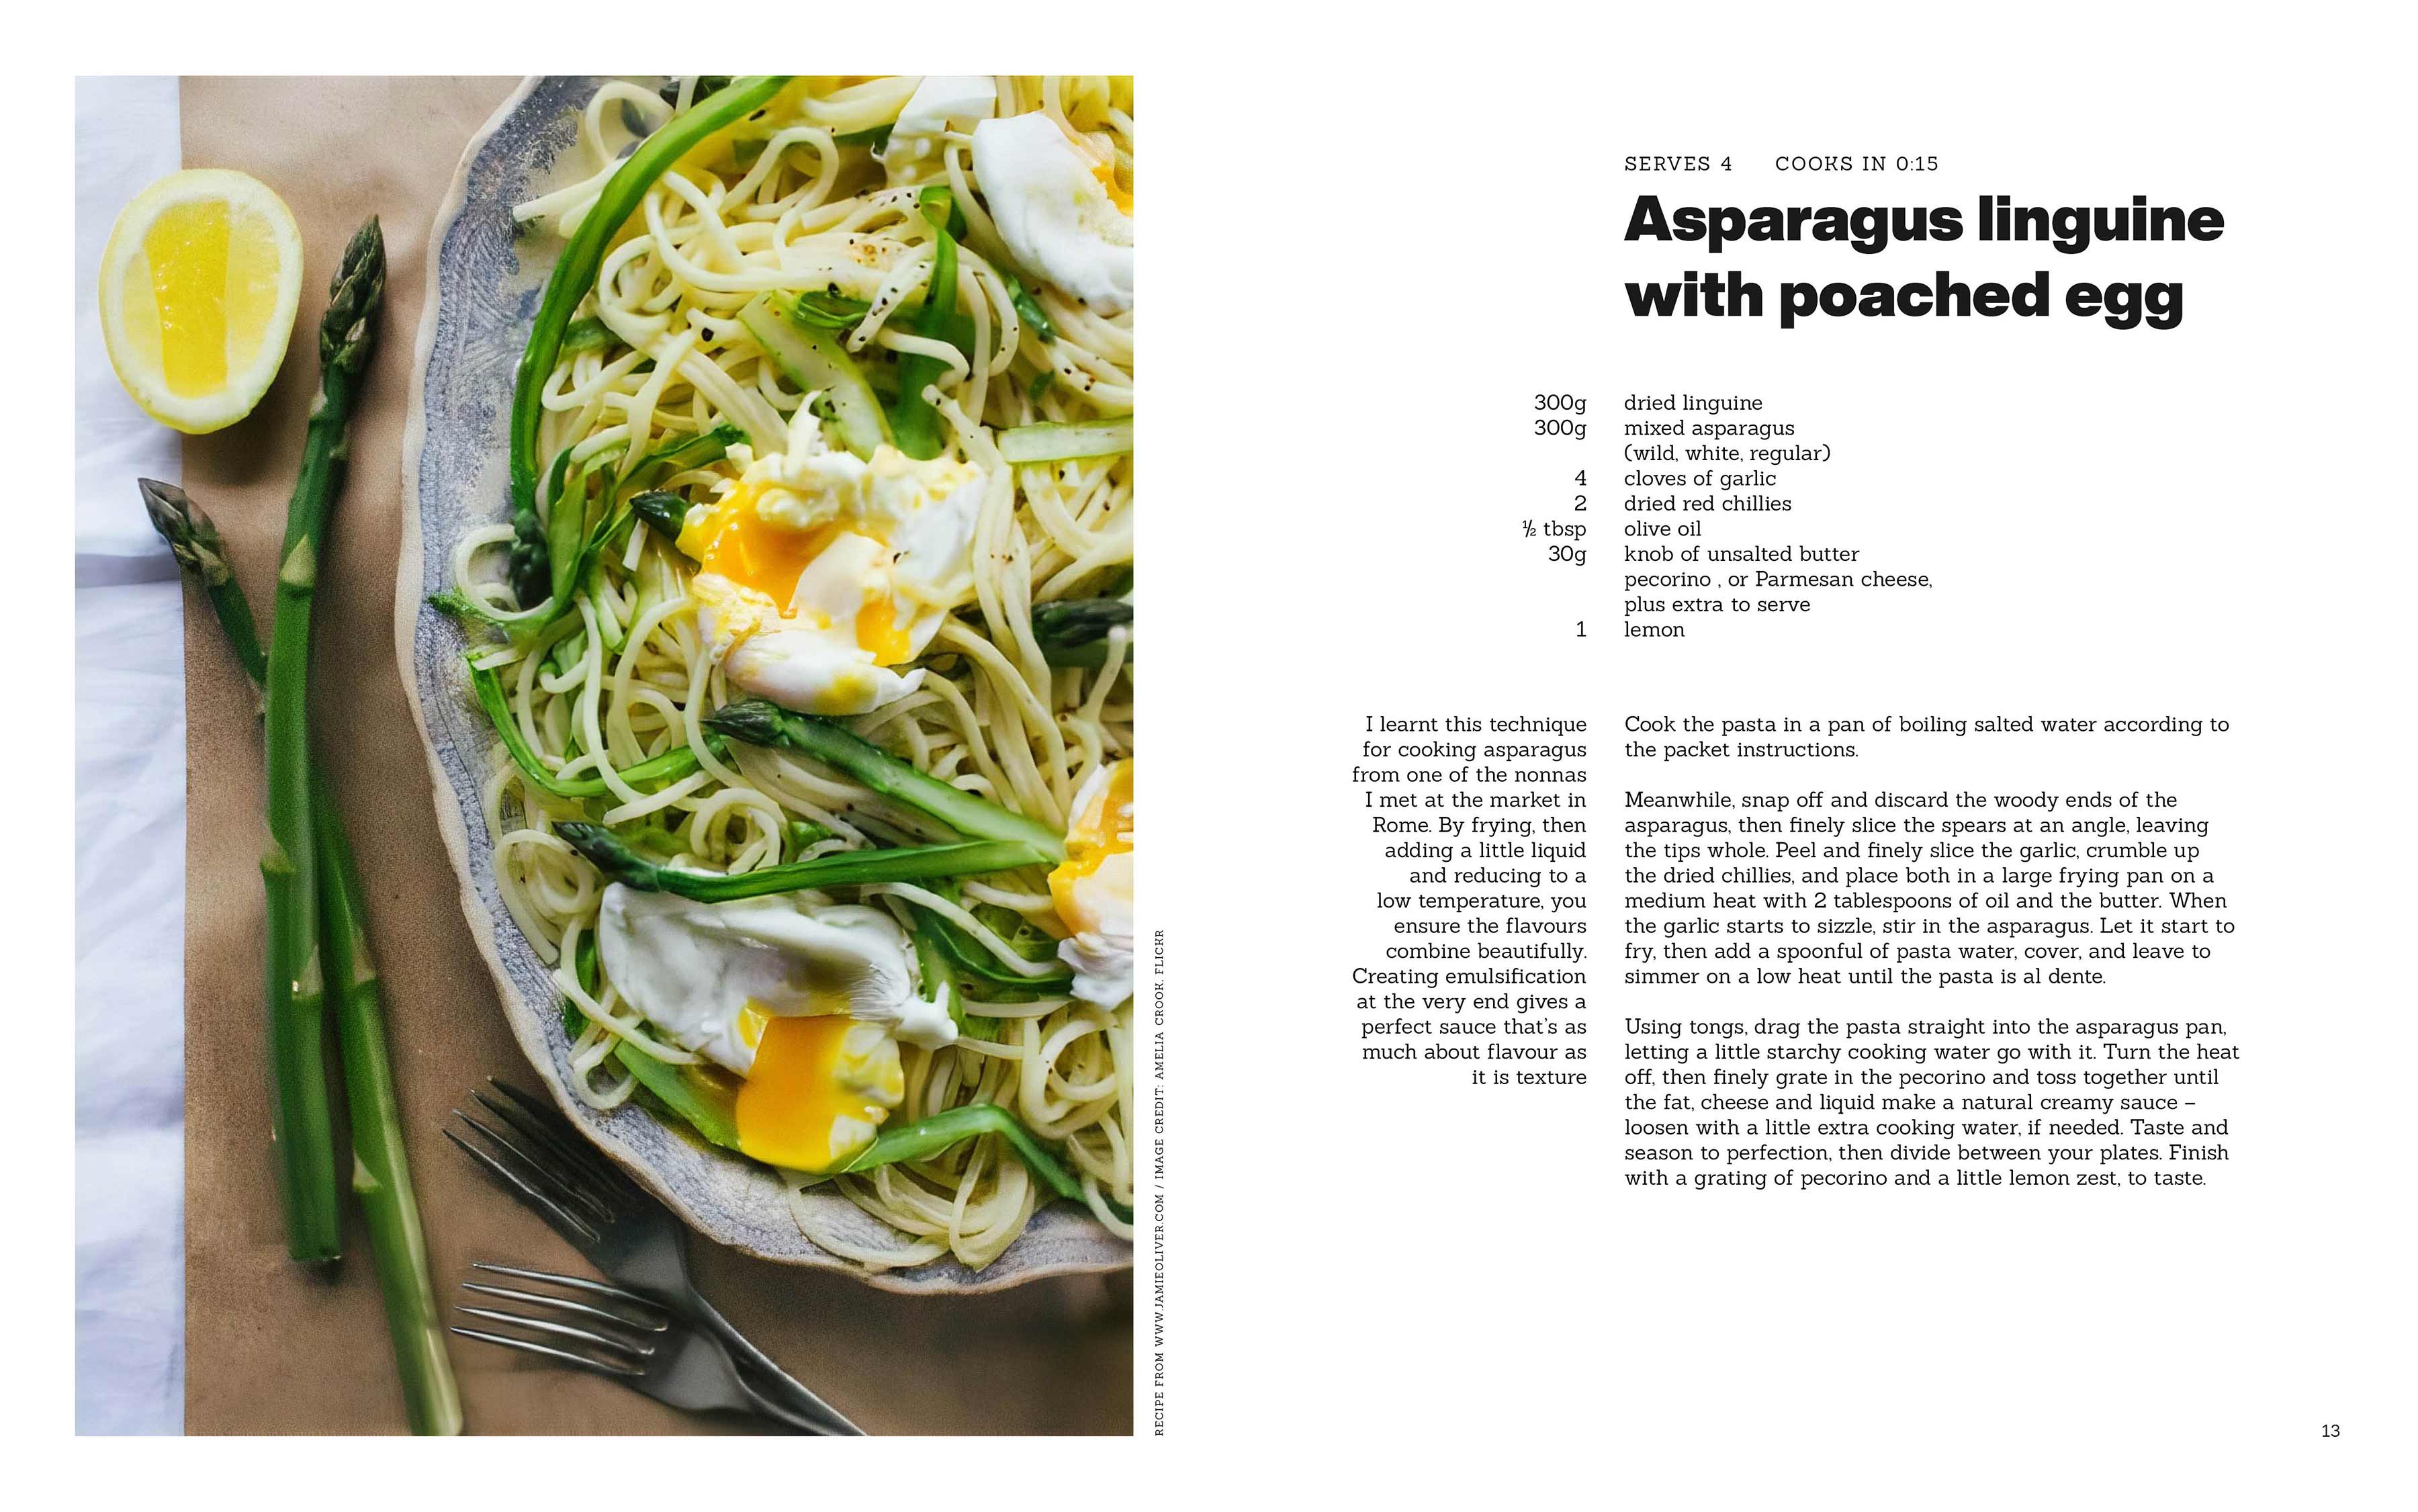 SERVES 4 COOKS IN 0:15
Asparagus linguine
with poached egg
300g dried linguine
300g mixed asparagus
(wild, white, regular)
4 cloves of garlic
2 dried red chillies
½ tbsp olive oil
30g knob of unsalted butter
pecorino , or Parmesan cheese,
plus extra to serve
1 lemon
I learnt this technique
for cooking asparagus
from one of the nonnas
I met at the market in
Rome. By frying, then
adding a little liquid
and reducing to a
low temperature, you
ensure the flavours
combine beautifully.
Creating emulsification
at the very end gives a
perfect sauce that’s as
much about flavour as
it is texture
Cook the pasta in a pan of boiling salted water according to
the packet instructions.
Meanwhile, snap off and discard the woody ends of the
asparagus, then finely slice the spears at an angle, leaving
the tips whole. Peel and finely slice the garlic, crumble up
the dried chillies, and place both in a large frying pan on a
medium heat with 2 tablespoons of oil and the butter. When
the garlic starts to sizzle, stir in the asparagus. Let it start to
fry, then add a spoonful of pasta water, cover, and leave to
simmer on a low heat until the pasta is al dente.
Using tongs, drag the pasta straight into the asparagus pan,
letting a little starchy cooking water go with it. Turn the heat
off, then finely grate in the pecorino and toss together until
the fat, cheese and liquid make a natural creamy sauce –
loosen with a little extra cooking water, if needed. Taste and
season to perfection, then divide between your plates. Finish
with a grating of pecorino and a little lemon zest, to taste.
RECIPE FROM WWW.JAMIEOLIVER.COM / IMAGE CREDIT: AMELIA CROOK, FLICKR
13